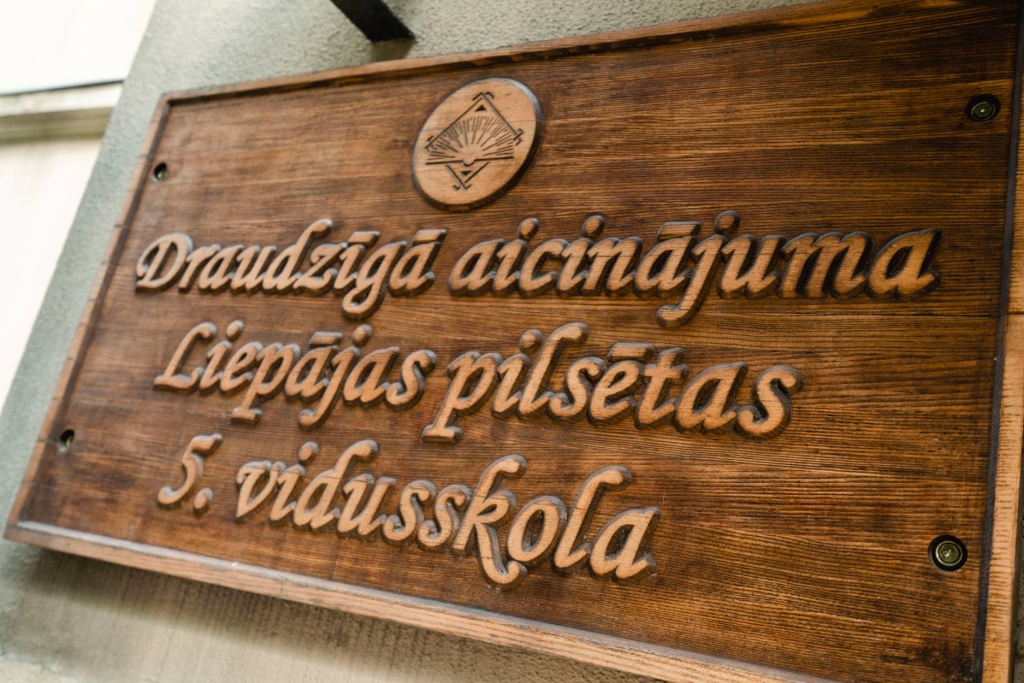 Draudzīgā aicinājuma
Liepājas pilsētas
5. vidusskola